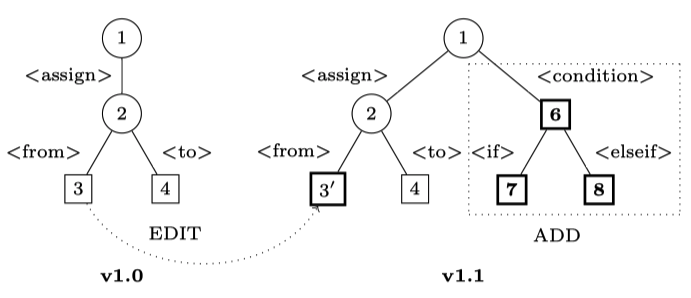 1 1
<assign> <assign> <condition>
2 2 6
<from> <to> <from> <to> <if> <elseif>
3 4 3′ 4 7 8
EDIT ADD
v1.0 v1.1